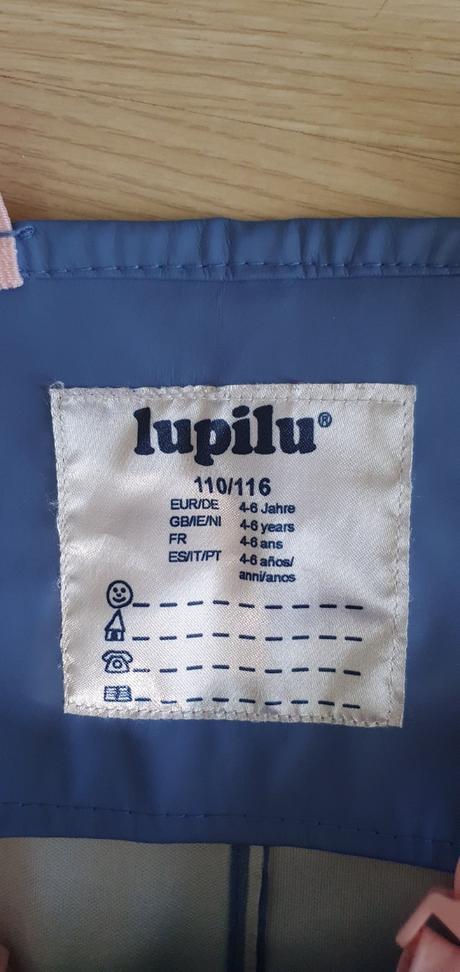 lupilu®
110/116
EUR/DE 4-6 Jahre
GB/IE/NI 4-6 years
FR 4-6 ans
ES/IT/PT 4-6 años/
anni/anos